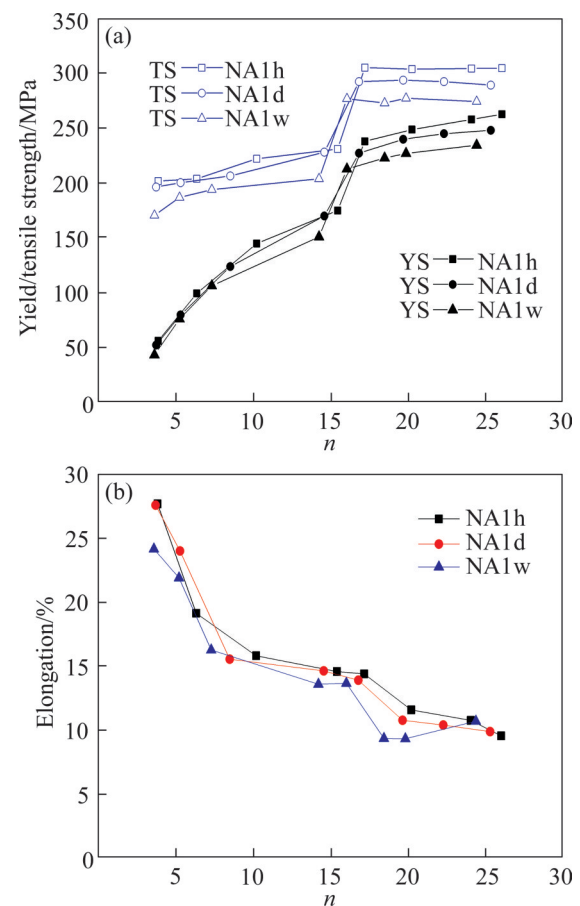 (a)
TS NA1h
TS NA1d
TS NA1w
YS NA1h
YS NA1d
YS NA1w
Yield/tensile strength/MPa
350
300
250
200
150
100
50
0
5 10 15 20 25 30
n
(b)
NA1h
NA1d
NA1w
Elongation/%
30
25
20
15
10
5
0
5 10 15 20 25 30
n